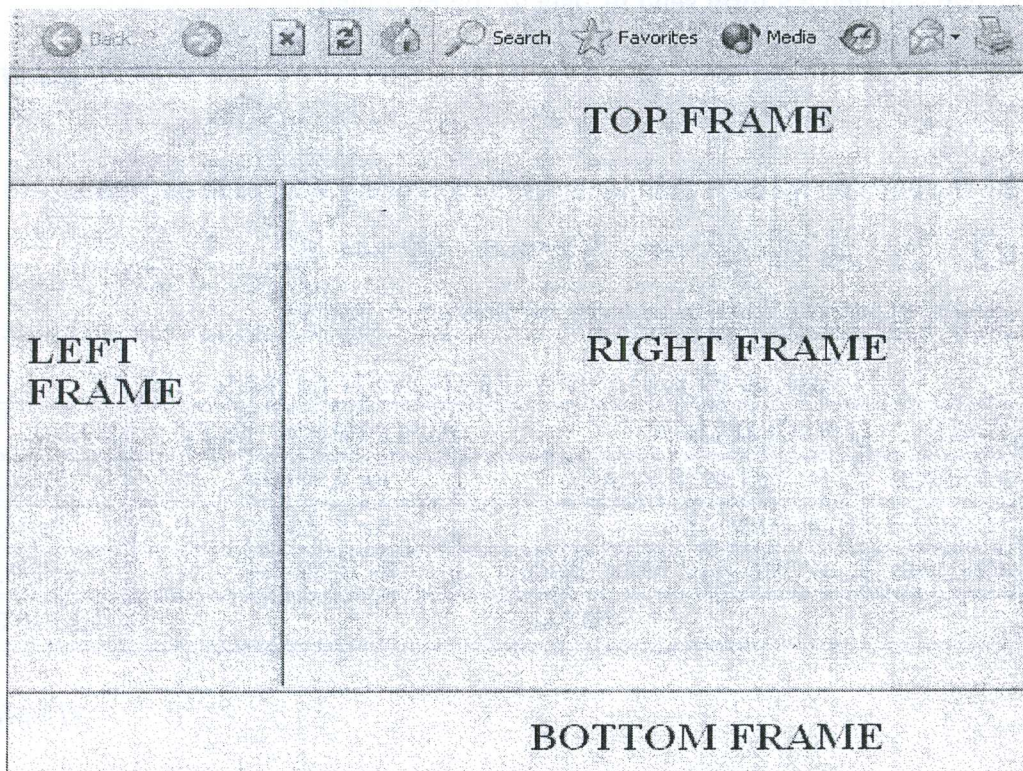 Back Search Favorites Media
TOP FRAME
LEFT
FRAME
RIGHT FRAME
BOTTOM FRAME